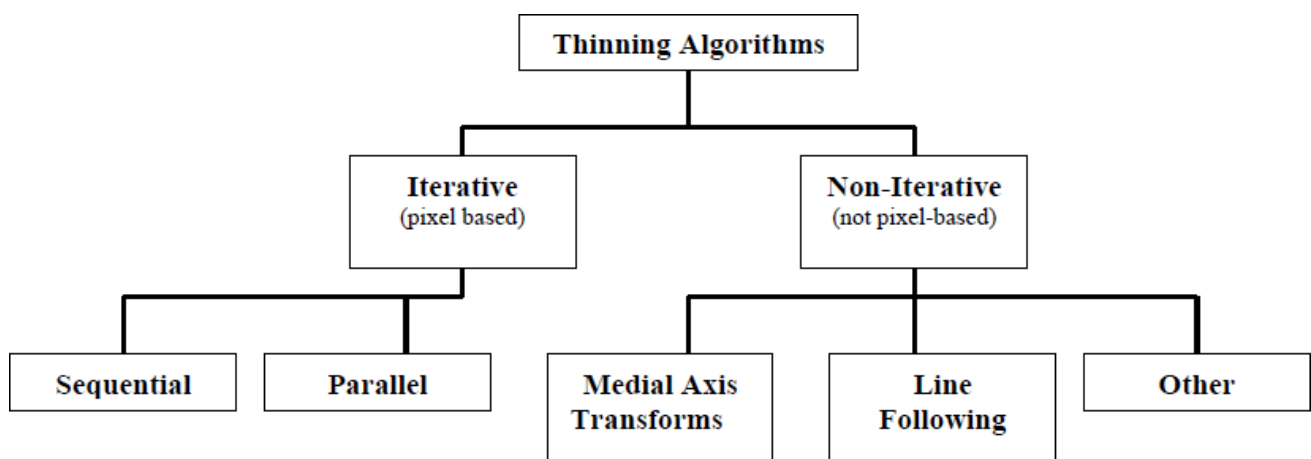 Thinning Algorithms
Iterative
(pixel based)
Non-Iterative
(not pixel-based)
Sequential
Parallel
Medial Axis
Transforms
Line
Following
Other